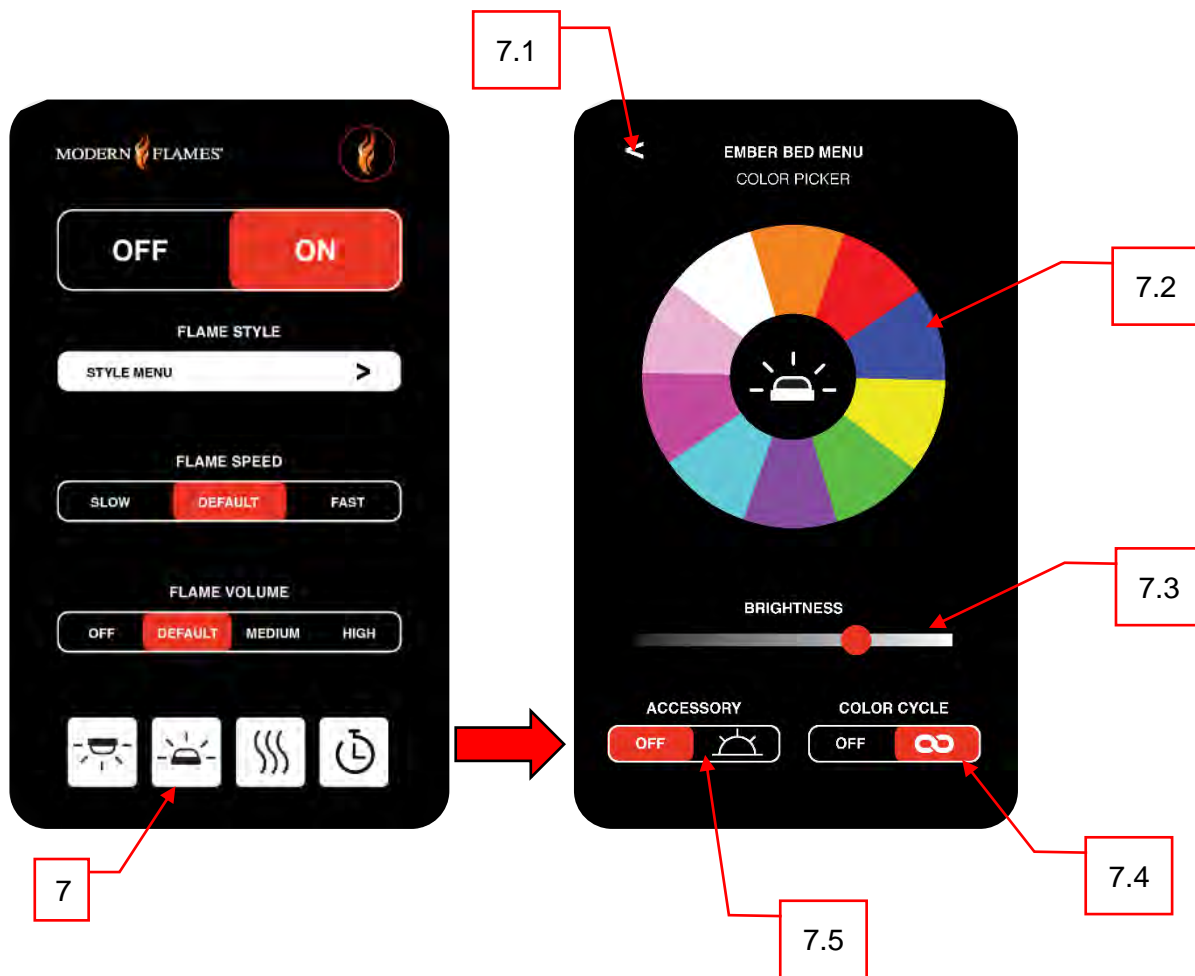 7.1
MODERN FLAMES®
OFF ON
FLAME STYLE
STYLE MENU >
FLAME SPEED
SLOW DEFAULT FAST
FLAME VOLUME
OFF DEFAULT MEDIUM HIGH
7
<
EMBER BED MENU
COLOR PICKER
7.2
BRIGHTNESS
7.3
ACCESSORY COLOR CYCLE
OFF OFF ∞
7.4
7.5